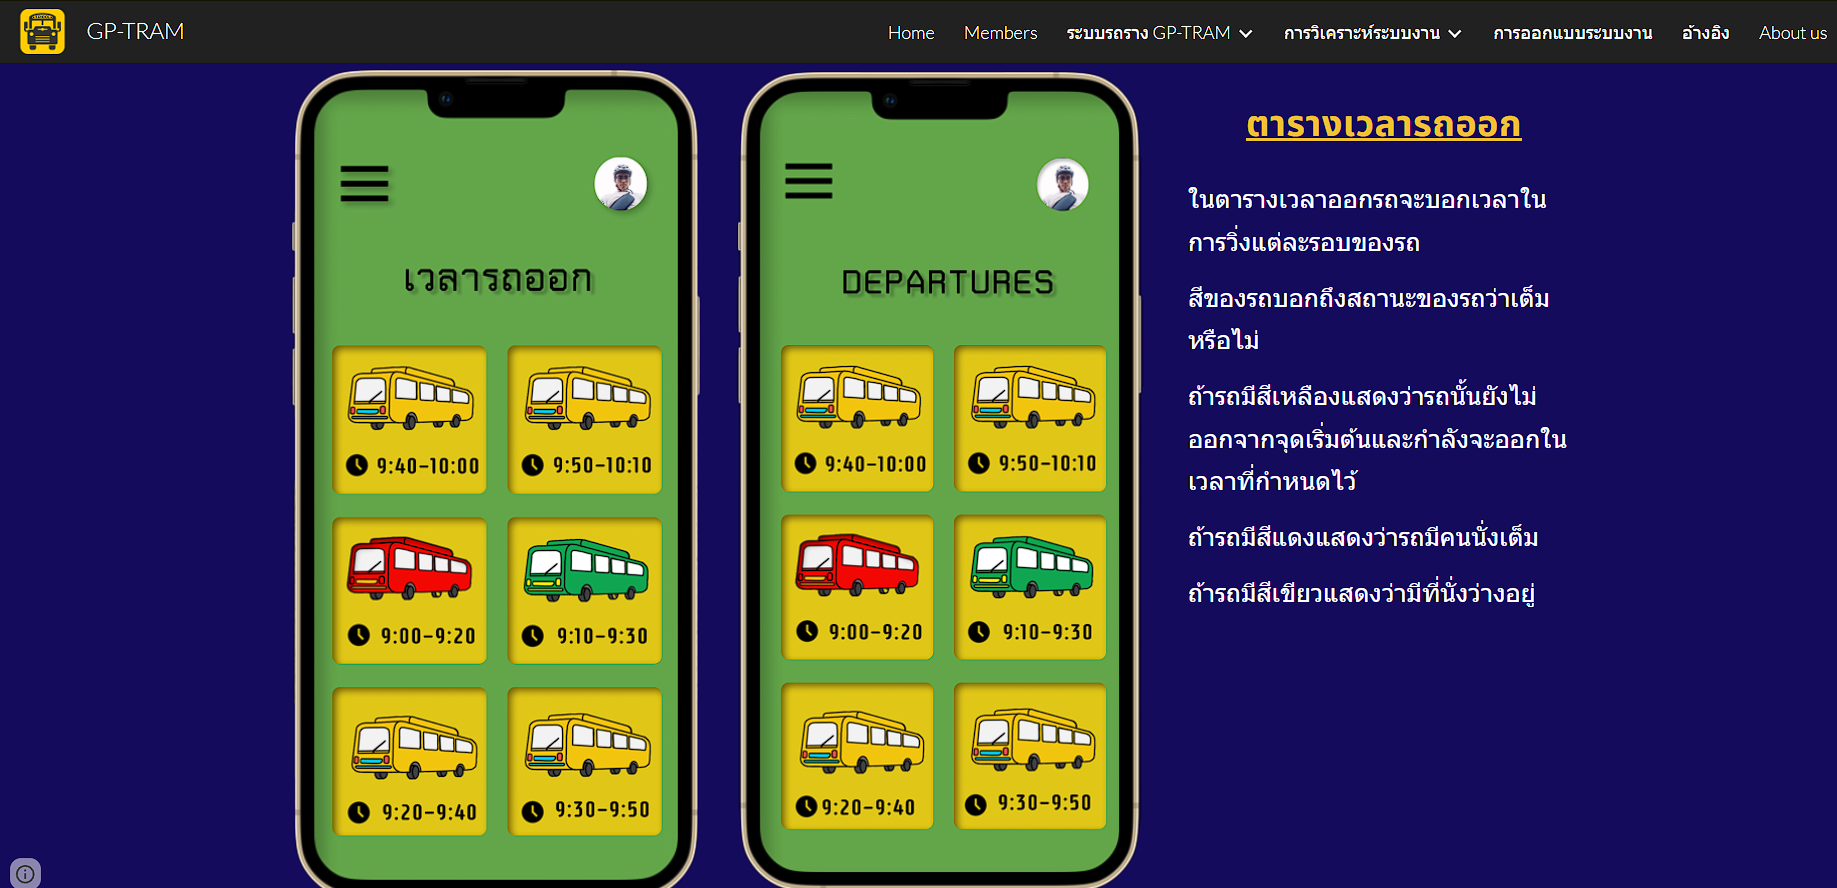 GP-TRAM
Home Members ระบบรถราง GP-TRAM การวิเคราะห์ระบบงาน การออกแบบระบบงาน อ้างอิง About us
เวลารถออก
9:40-10:00 9:50-10:10
9:00-9:20 9:10-9:30
9:20-9:40 9:30-9:50
DEPARTURES
9:40-10:00 9:50-10:10
9:00-9:20 9:10-9:30
9:20-9:40 9:30-9:50
ตารางเวลารถออก
ในตารางเวลาออกรถจะบอกเวลาใน
การวิ่งแต่ละรอบของรถ
สีของรถบอกถึงสถานะของรถว่าเต็ม
หรือไม่
ถ้ารถมีสีเหลืองแสดงว่ารถนั้นยังไม่
ออกจากจุดเริ่มต้นและกำลังจะออกใน
เวลาที่กำหนดไว้
ถ้ารถมีสีแดงแสดงว่ารถมีคนนั่งเต็ม
ถ้ารถมีสีเขียวแสดงว่ามีที่นั่งว่างอยู่